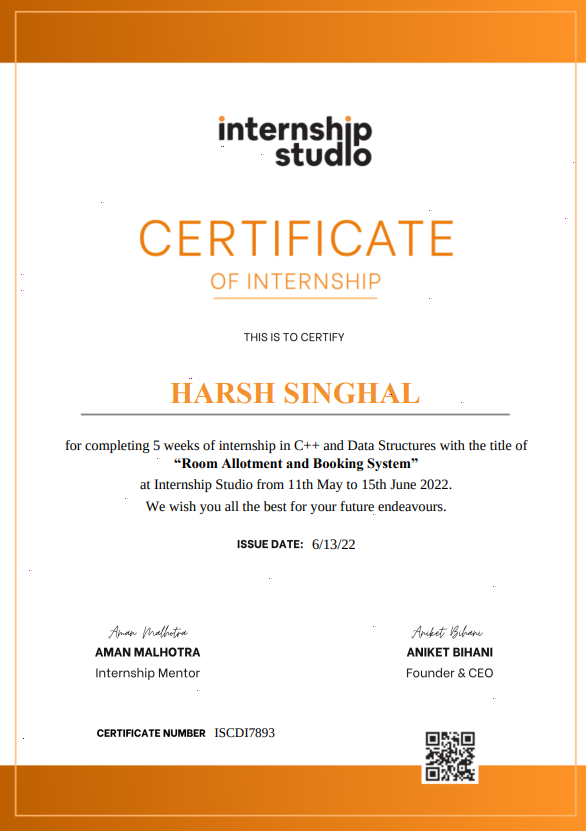 internship
studio
CERTIFICATE
OF INTERNSHIP
THIS IS TO CERTIFY
HARSH SINGHAL
for completing 5 weeks of internship in C++ and Data Structures with the title of
“Room Allotment and Booking System”
at Internship Studio from 11th May to 15th June 2022.
We wish you all the best for your future endeavours.
ISSUE DATE: 6/13/22
Aman Malhotra
AMAN MALHOTRA
Internship Mentor
Aniket Bihani
ANIKET BIHANI
Founder & CEO
CERTIFICATE NUMBER ISCDI7893